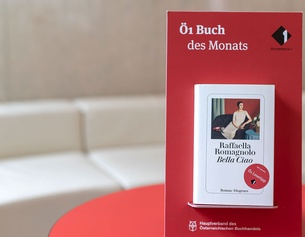 Ö1 Buch
des Monats
Raffaella
Romagnolo
Bella Ciao
Roman · Diogenes
Hauptverband des
Österreichischen Buchhandels